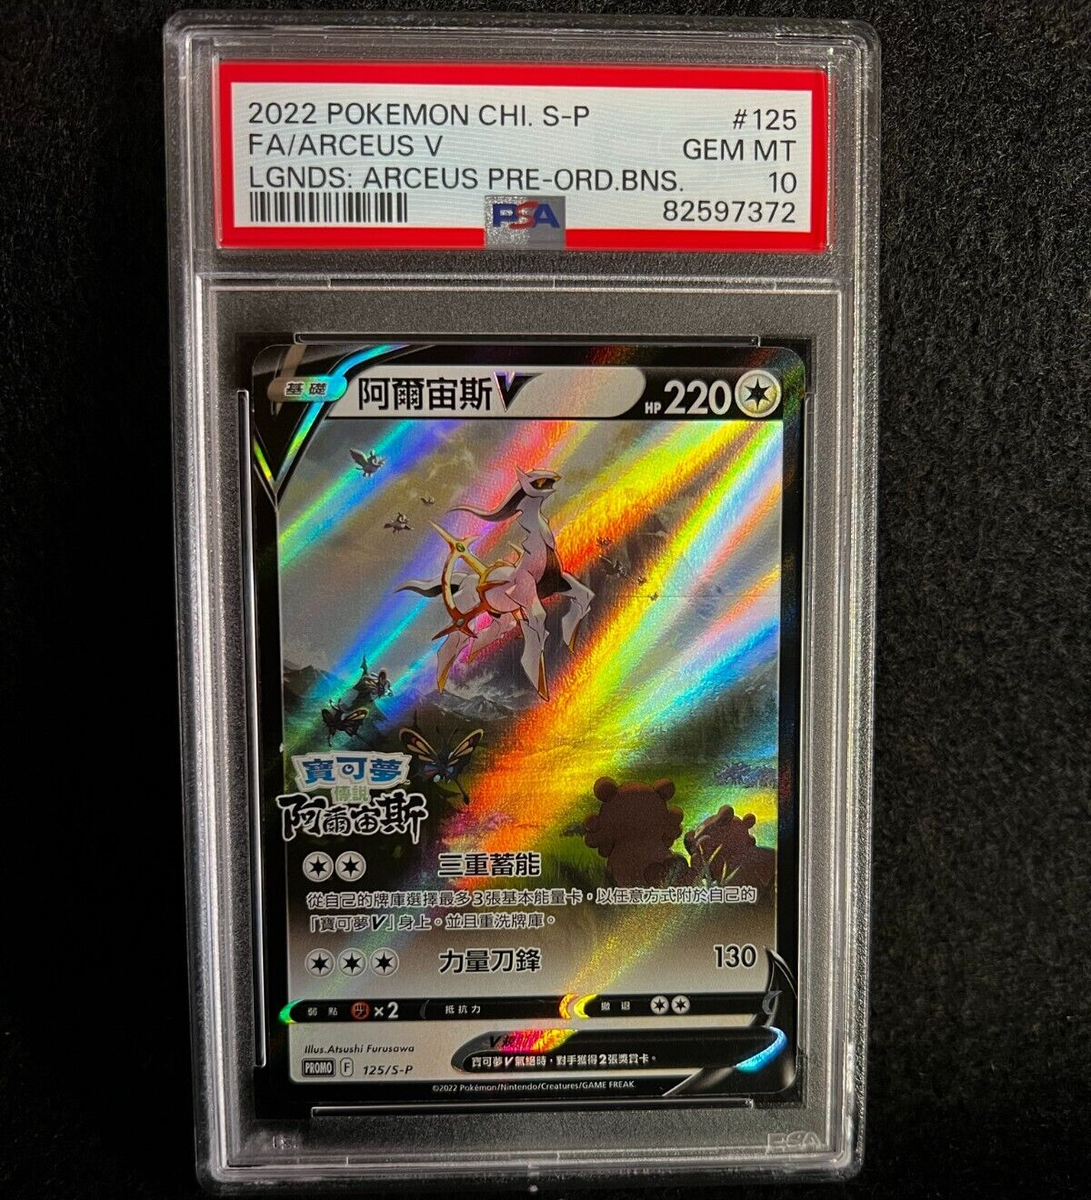 2022 POKEMON CHI. S-P #125
FA/ARCEUS V GEM MT
LGNDS: ARCEUS PRE-ORD.BNS. 10
PSA 82597372
基礎 阿爾宙斯V HP 220
寶可夢
傳說
阿爾宙斯
三重蓄能
從自己的牌庫選擇最多3張基本能量卡，以任意方式附於自己的
「寶可夢V」身上。並且重洗牌庫。
力量刀鋒 130
弱點 ×2 抵抗力 撤退
V規則
寶可夢V氣絕時，對手獲得2張獎賞卡。
Illus.Atsushi Furusawa
PROMO F 125/S-P
©2022 Pokémon/Nintendo/Creatures/GAME FREAK.
PSA